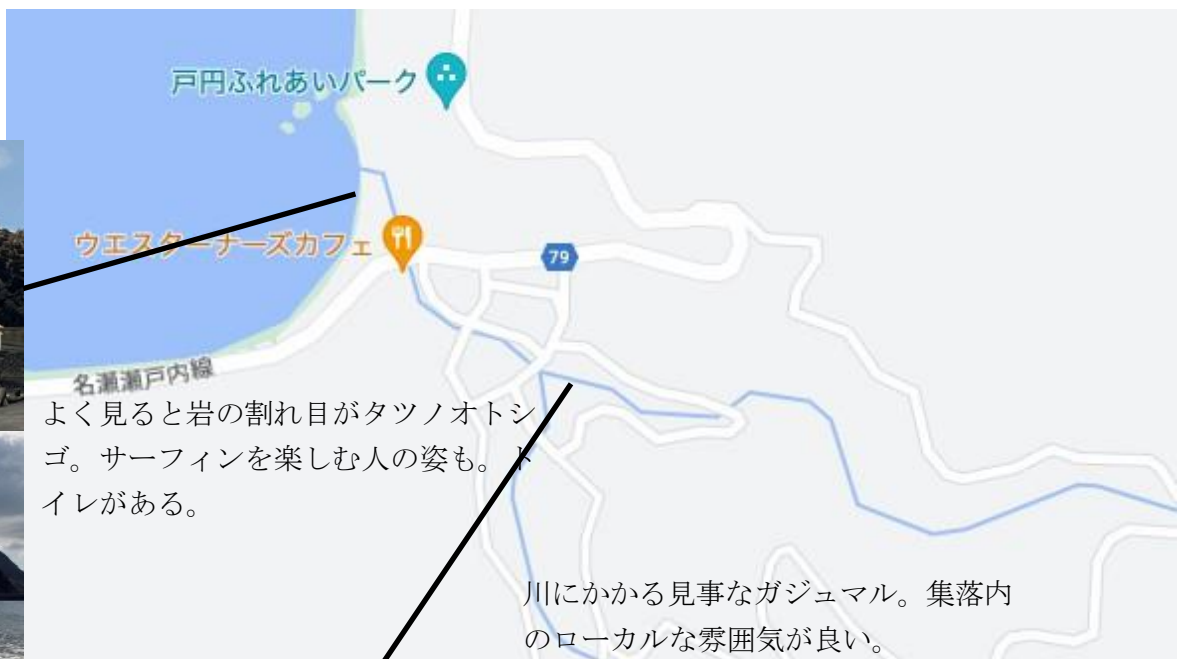 戸円ふれあいパーク
ウエスターナーズカフェ
79
名瀬瀬戸内線
よく見ると岩の割れ目がタツノオトシ
ゴ。サーフィンを楽しむ人の姿も。ト
イレがある。
川にかかる見事なガジュマル。集落内
のローカルな雰囲気が良い。